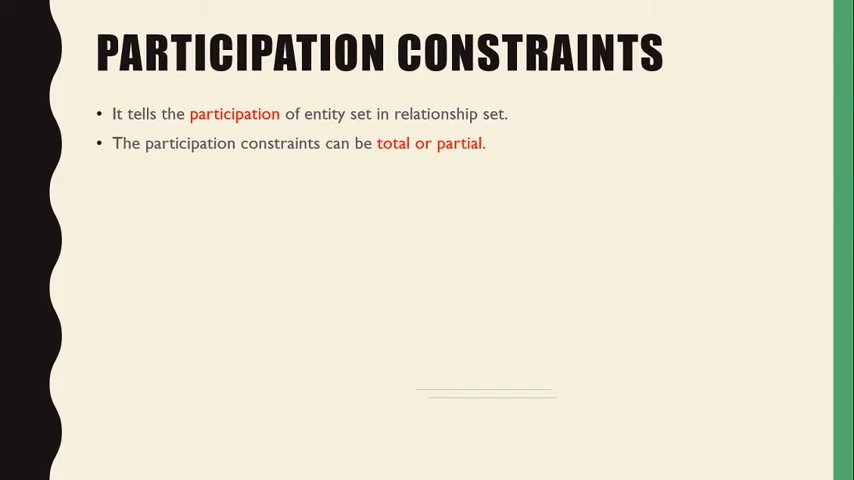 PARTICIPATION CONSTRAINTS
• It tells the participation of entity set in relationship set.
• The participation constraints can be total or partial.